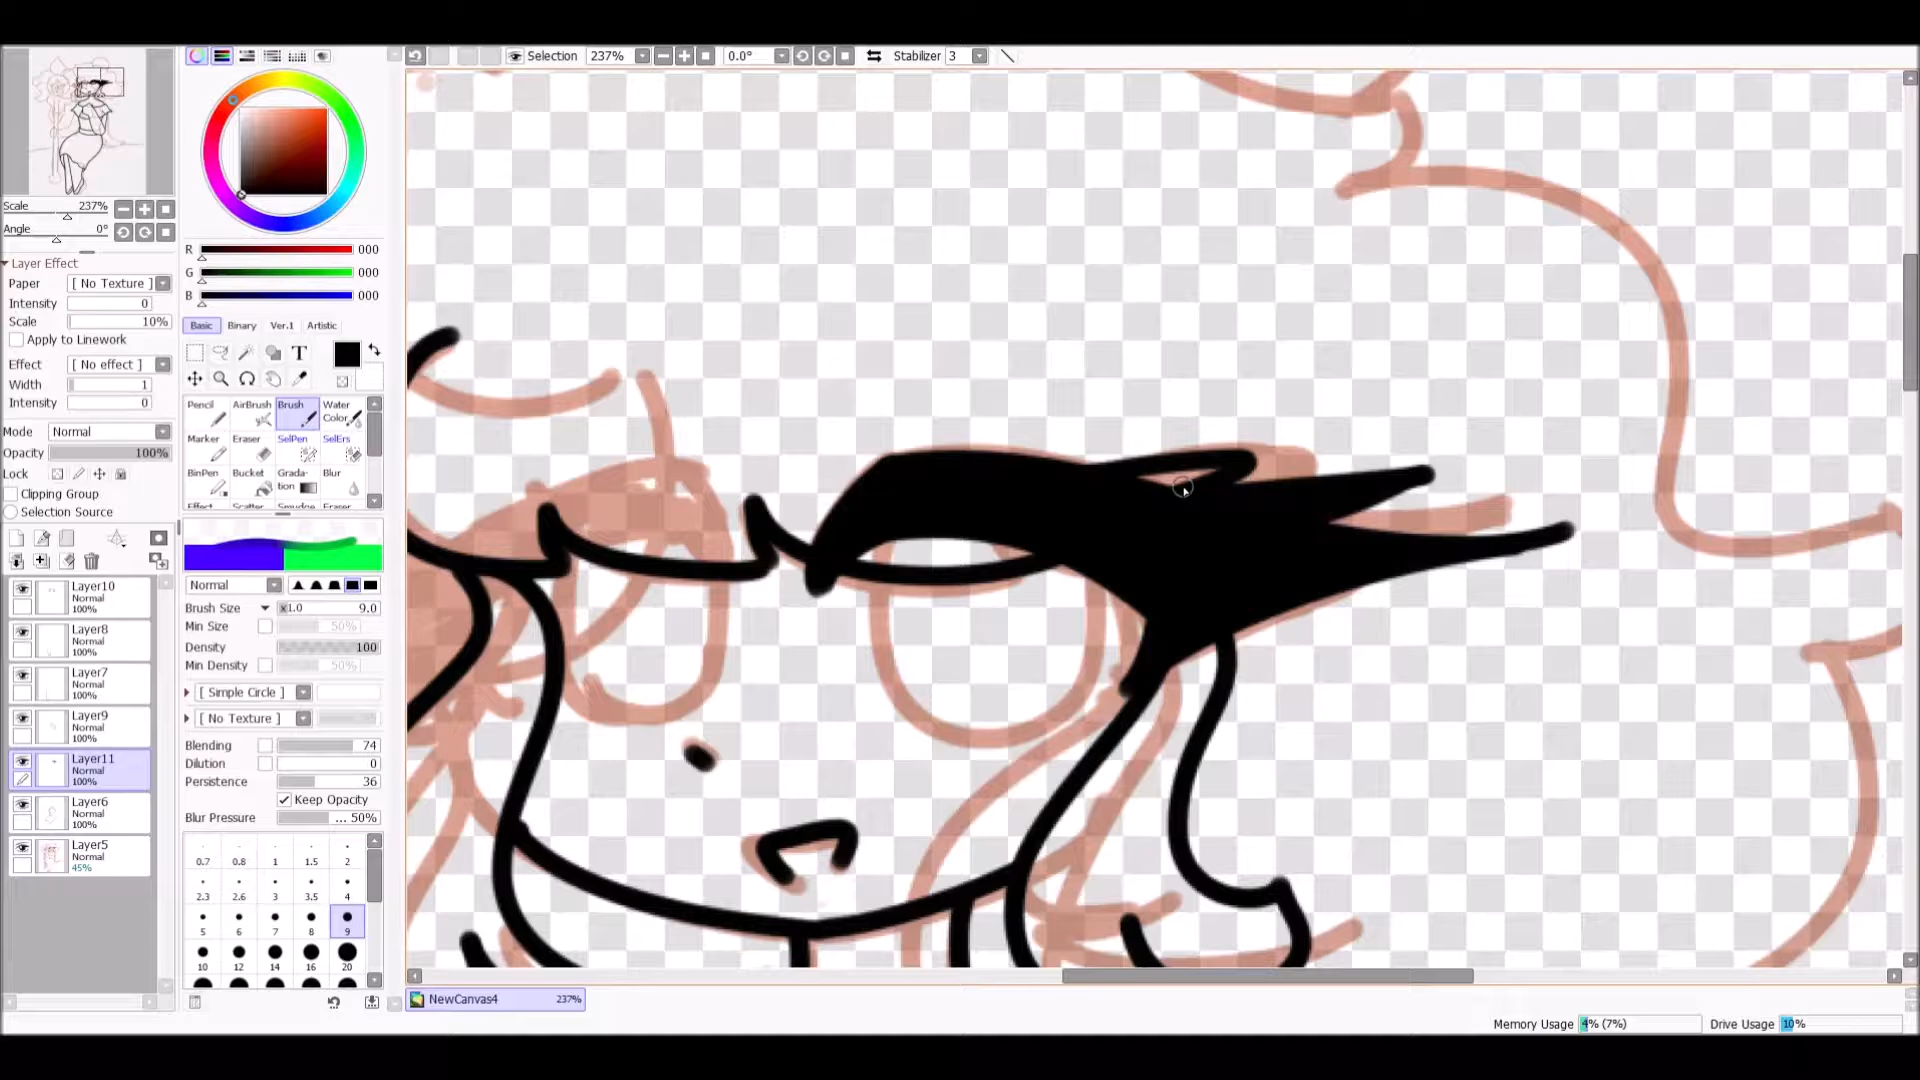 Selection 237% 0.0° Stabilizer 3
Scale 237%
Angle 0°
Layer Effect
Paper [ No Texture ]
Intensity 0
Scale 10%
Apply to Linework
Effect [ No effect ]
Width 1
Intensity 0
Mode Normal
Opacity 100%
Lock
Clipping Group
Selection Source
Layer10
Normal
100%
Layer8
Normal
100%
Layer7
Normal
100%
Layer9
Normal
100%
Layer11
Normal
100%
Layer6
Normal
100%
Layer5
Normal
45%
R 000
G 000
B 000
Basic Binary Ver.1 Artistic
T
Pencil AirBrush Brush Water Color
Marker Eraser SelPen SelErs
BinPen Bucket Grada-tion Blur
Effect Scatter Smudge Eraser
Normal
Brush Size x1.0 9.0
Min Size 50%
Density 100
Min Density 50%
[ Simple Circle ]
[ No Texture ]
Blending 74
Dilution 0
Persistence 36
Keep Opacity
Blur Pressure ... 50%
0.7 0.8 1 1.5 2
2.3 2.6 3 3.5 4
5 6 7 8 9
10 12 14 16 20
NewCanvas4 237%
Memory Usage 4% (7%) Drive Usage 10%